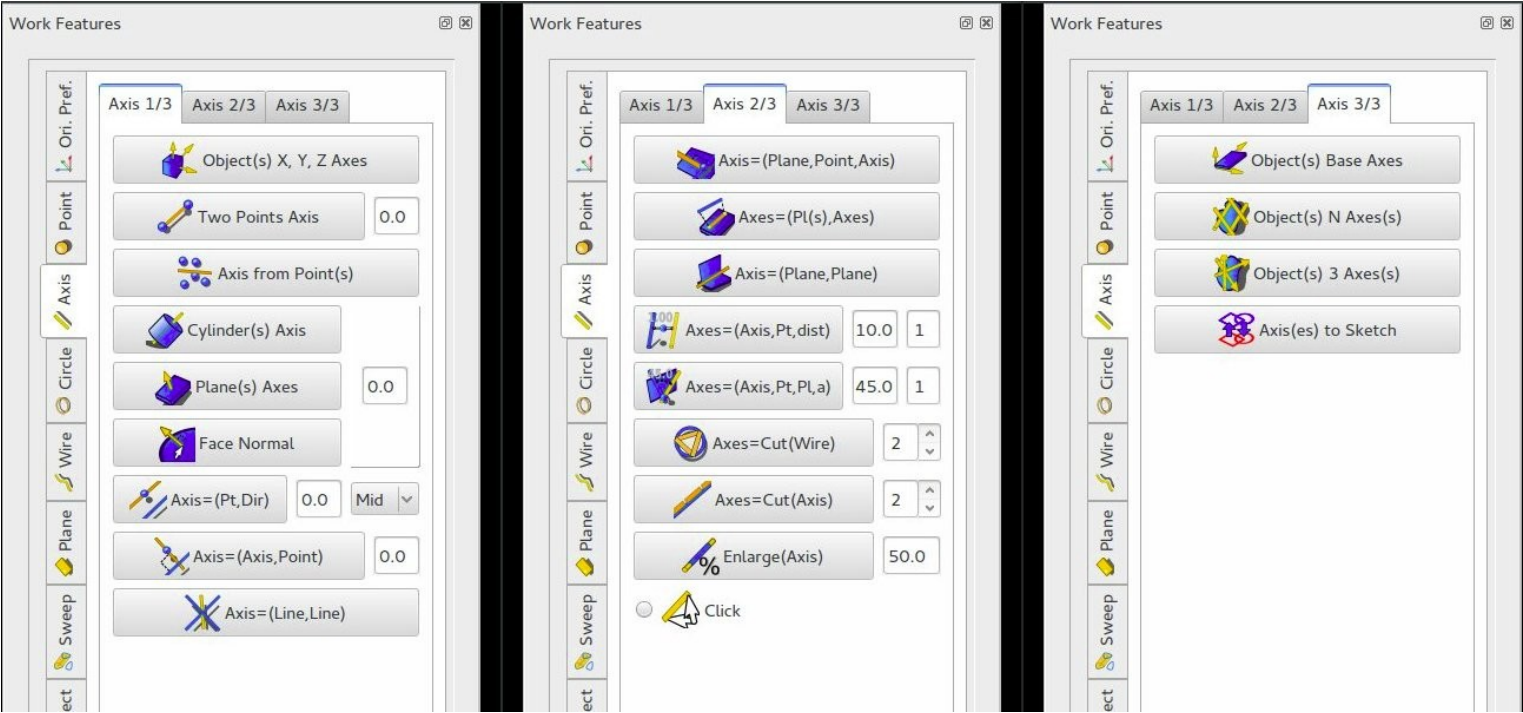 Work Features
Ori. Pref.
Point
Axis
Circle
Wire
Plane
Sweep
ect
Axis 1/3 Axis 2/3 Axis 3/3
Object(s) X, Y, Z Axes
Two Points Axis 0.0
Axis from Point(s)
Cylinder(s) Axis
Plane(s) Axes 0.0
Face Normal
Axis=(Pt,Dir) 0.0 Mid
Axis=(Axis,Point) 0.0
Axis=(Line,Line)
Work Features
Ori. Pref.
Point
Axis
Circle
Wire
Plane
Sweep
ect
Axis 1/3 Axis 2/3 Axis 3/3
Axis=(Plane,Point,Axis)
Axes=(Pl(s),Axes)
Axis=(Plane,Plane)
1.00 Axes=(Axis,Pt,dist) 10.0 1
45.0 Axes=(Axis,Pt,Pl,a) 45.0 1
Axes=Cut(Wire) 2
Axes=Cut(Axis) 2
% Enlarge(Axis) 50.0
Click
Work Features
Ori. Pref.
Point
Axis
Circle
Wire
Plane
Sweep
ect
Axis 1/3 Axis 2/3 Axis 3/3
Object(s) Base Axes
Object(s) N Axes(s)
Object(s) 3 Axes(s)
Axis(es) to Sketch